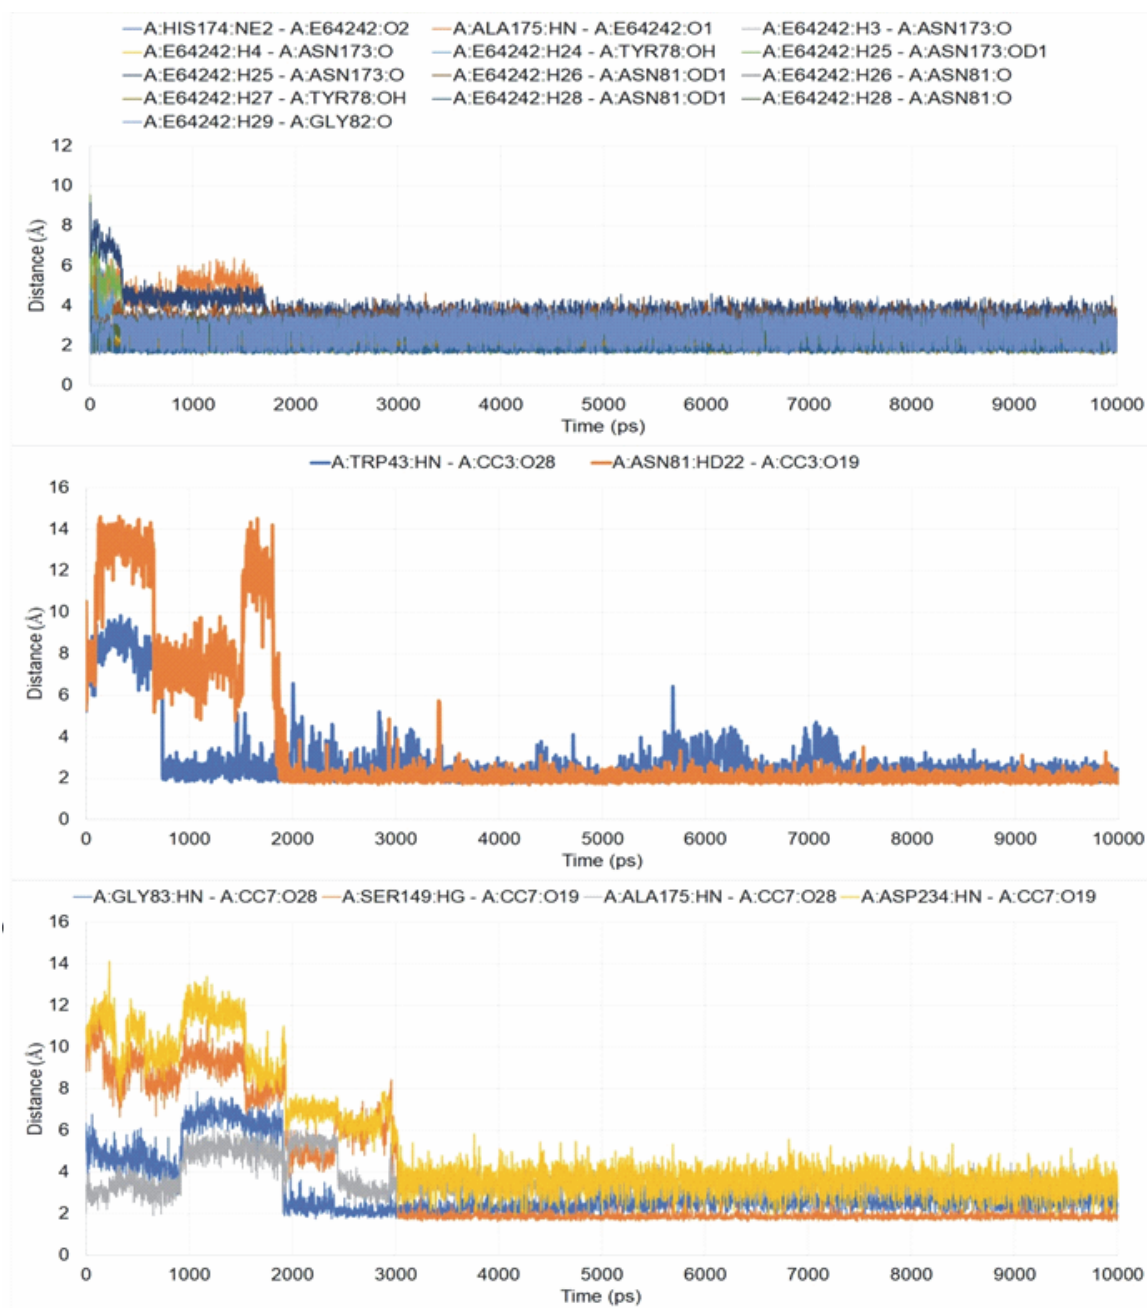 A:HIS174:NE2 - A:E64242:O2 A:ALA175:HN - A:E64242:O1 A:E64242:H3 - A:ASN173:O
A:E64242:H4 - A:ASN173:O A:E64242:H24 - A:TYR78:OH A:E64242:H25 - A:ASN173:OD1
A:E64242:H25 - A:ASN173:O A:E64242:H26 - A:ASN81:OD1 A:E64242:H26 - A:ASN81:O
A:E64242:H27 - A:TYR78:OH A:E64242:H28 - A:ASN81:OD1 A:E64242:H28 - A:ASN81:O
A:E64242:H29 - A:GLY82:O
12
10
8
6
4
2
0
Distance (Å)
0 1000 2000 3000 4000 5000 6000 7000 8000 9000 10000
Time (ps)
A:TRP43:HN - A:CC3:O28 A:ASN81:HD22 - A:CC3:O19
16
14
12
10
8
6
4
2
0
Distance (Å)
0 1000 2000 3000 4000 5000 6000 7000 8000 9000 10000
Time (ps)
A:GLY83:HN - A:CC7:O28 A:SER149:HG - A:CC7:O19 A:ALA175:HN - A:CC7:O28 A:ASP234:HN - A:CC7:O19
16
14
12
10
8
6
4
2
0
Distance (Å)
0 1000 2000 3000 4000 5000 6000 7000 8000 9000 10000
Time (ps)